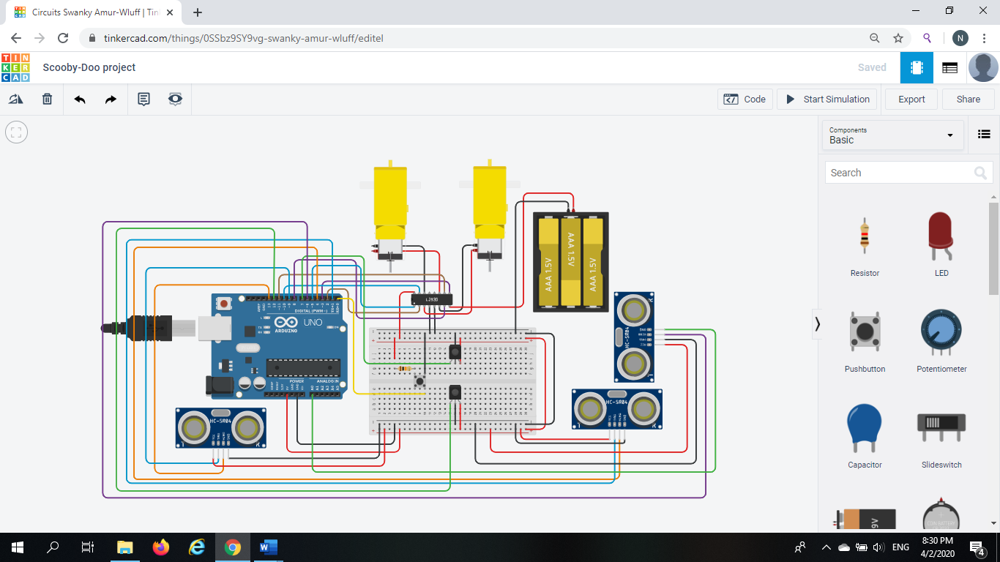 Circuits Swanky Amur-Wluff | Tin
tinkercad.com/things/0SSbz9SY9vg-swanky-amur-wluff/editel
N
TIN
KER
CAD
Scooby-Doo project
Saved
Code
Start Simulation
Export
Share
Components
Basic
Search
Resistor
LED
Pushbutton
Potentiometer
Capacitor
Slideswitch
9V
AAA 1.5V
AAA 1.5V
AAA 1.5V
L293D
DIGITAL (PWM ~)
UNO
ARDUINO
POWER
ANALOG IN
HC-SR04
HC-SR04
HC-SR04
ENG
8:30 PM
4/2/2020
4